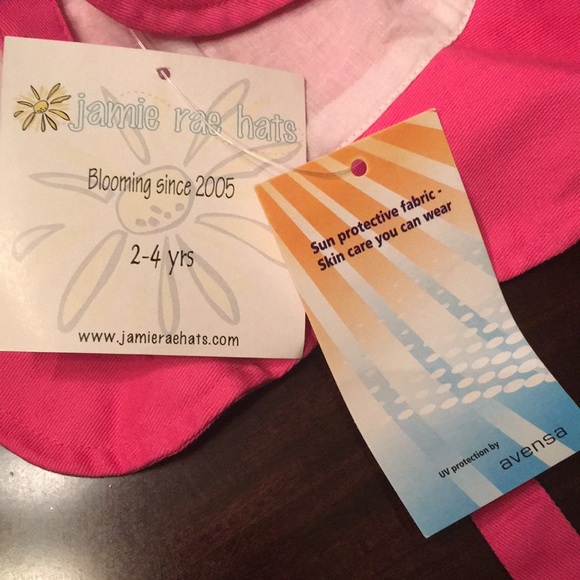 jamie rae hats
Blooming since 2005
2-4 yrs
www.jamieraehats.com
Sun protective fabric -
Skin care you can wear
UV protection by avensa